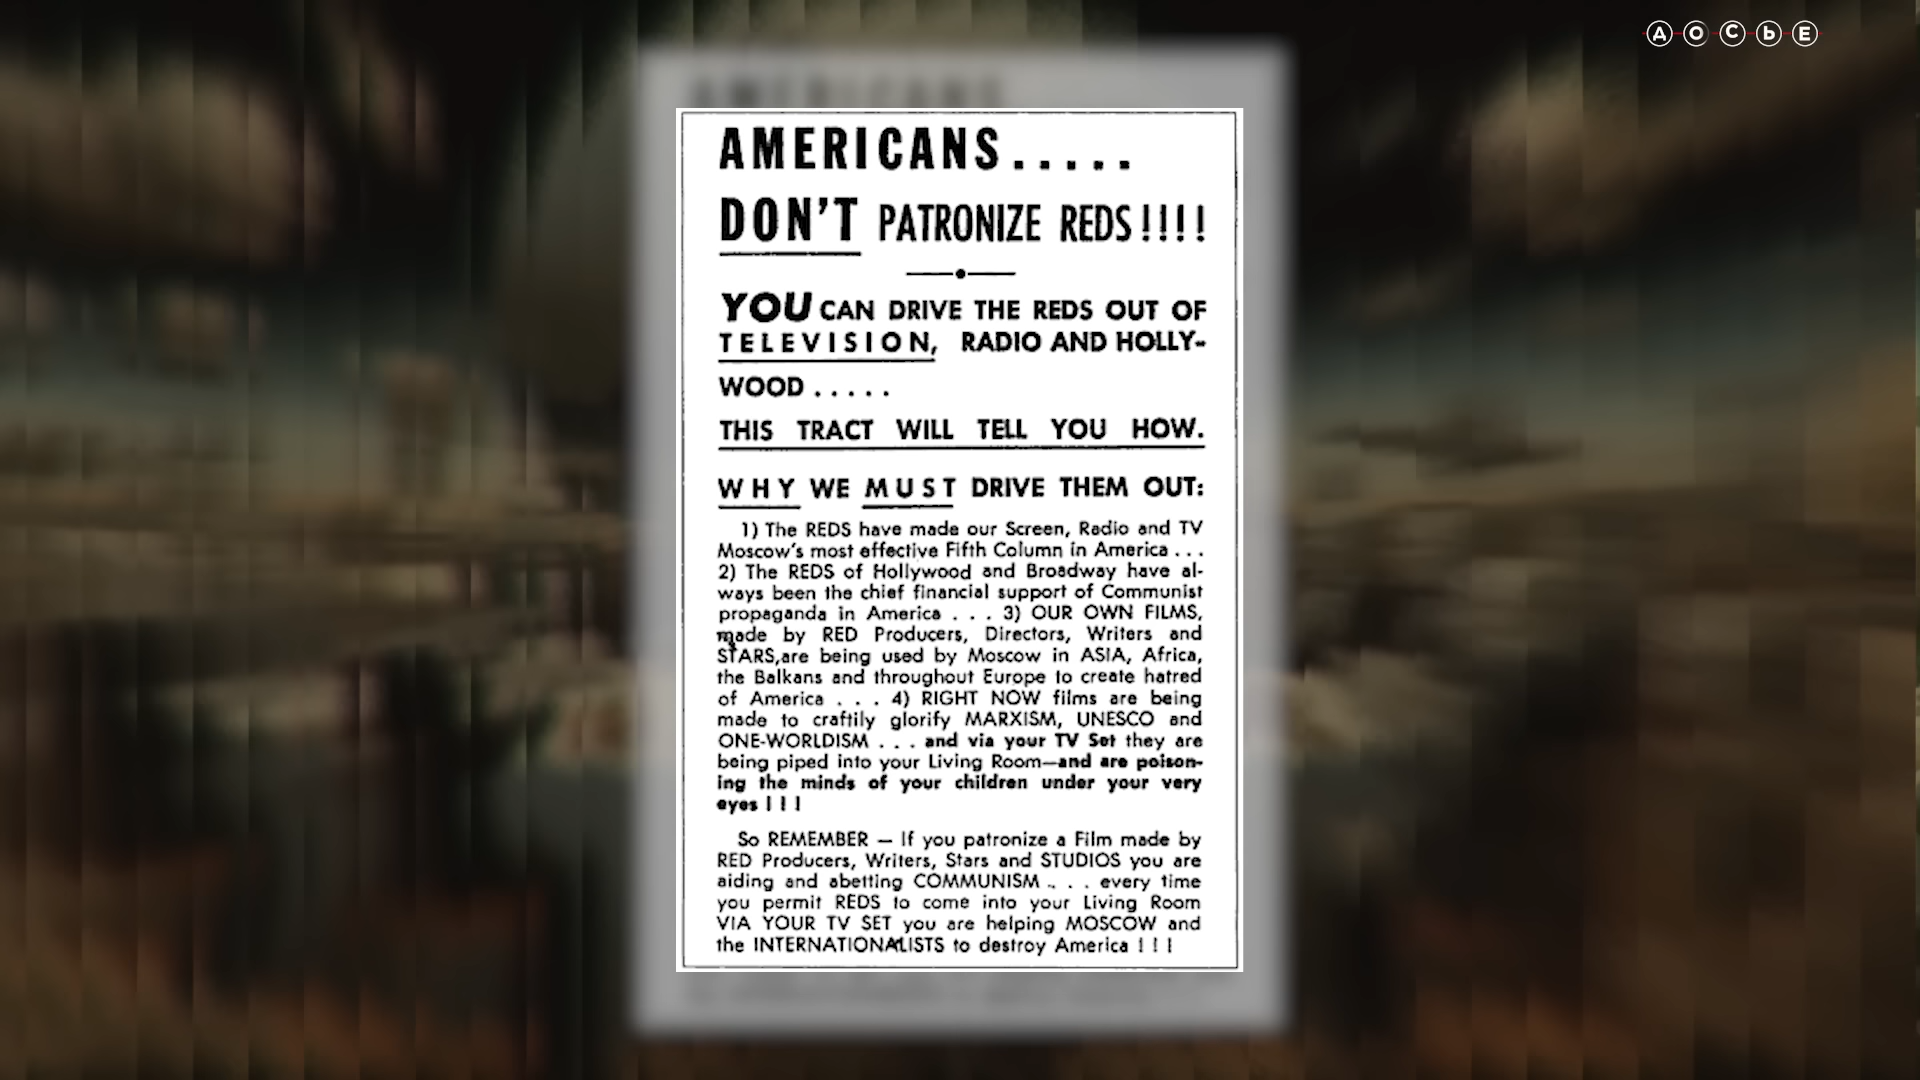 ДОСЬЕ
AMERICANS.....
DON'T PATRONIZE REDS!!!!
YOU CAN DRIVE THE REDS OUT OF
TELEVISION, RADIO AND HOLLY-
WOOD.....
THIS TRACT WILL TELL YOU HOW.
WHY WE MUST DRIVE THEM OUT:
1) The REDS have made our Screen, Radio and TV
Moscow's most effective Fifth Column in America . . .
2) The REDS of Hollywood and Broadway have al-
ways been the chief financial support of Communist
propaganda in America . . . 3) OUR OWN FILMS,
made by RED Producers, Directors, Writers and
STARS,are being used by Moscow in ASIA, Africa,
the Balkans and throughout Europe to create hatred
of America . . . 4) RIGHT NOW films are being
made to craftily glorify MARXISM, UNESCO and
ONE-WORLDISM . . . and via your TV Set they are
being piped into your Living Room—and are poison-
ing the minds of your children under your very
eyes ! ! !
So REMEMBER — If you patronize a Film made by
RED Producers, Writers, Stars and STUDIOS you are
aiding and abetting COMMUNISM . . . every time
you permit REDS to come into your Living Room
VIA YOUR TV SET you are helping MOSCOW and
the INTERNATIONALISTS to destroy America ! ! !